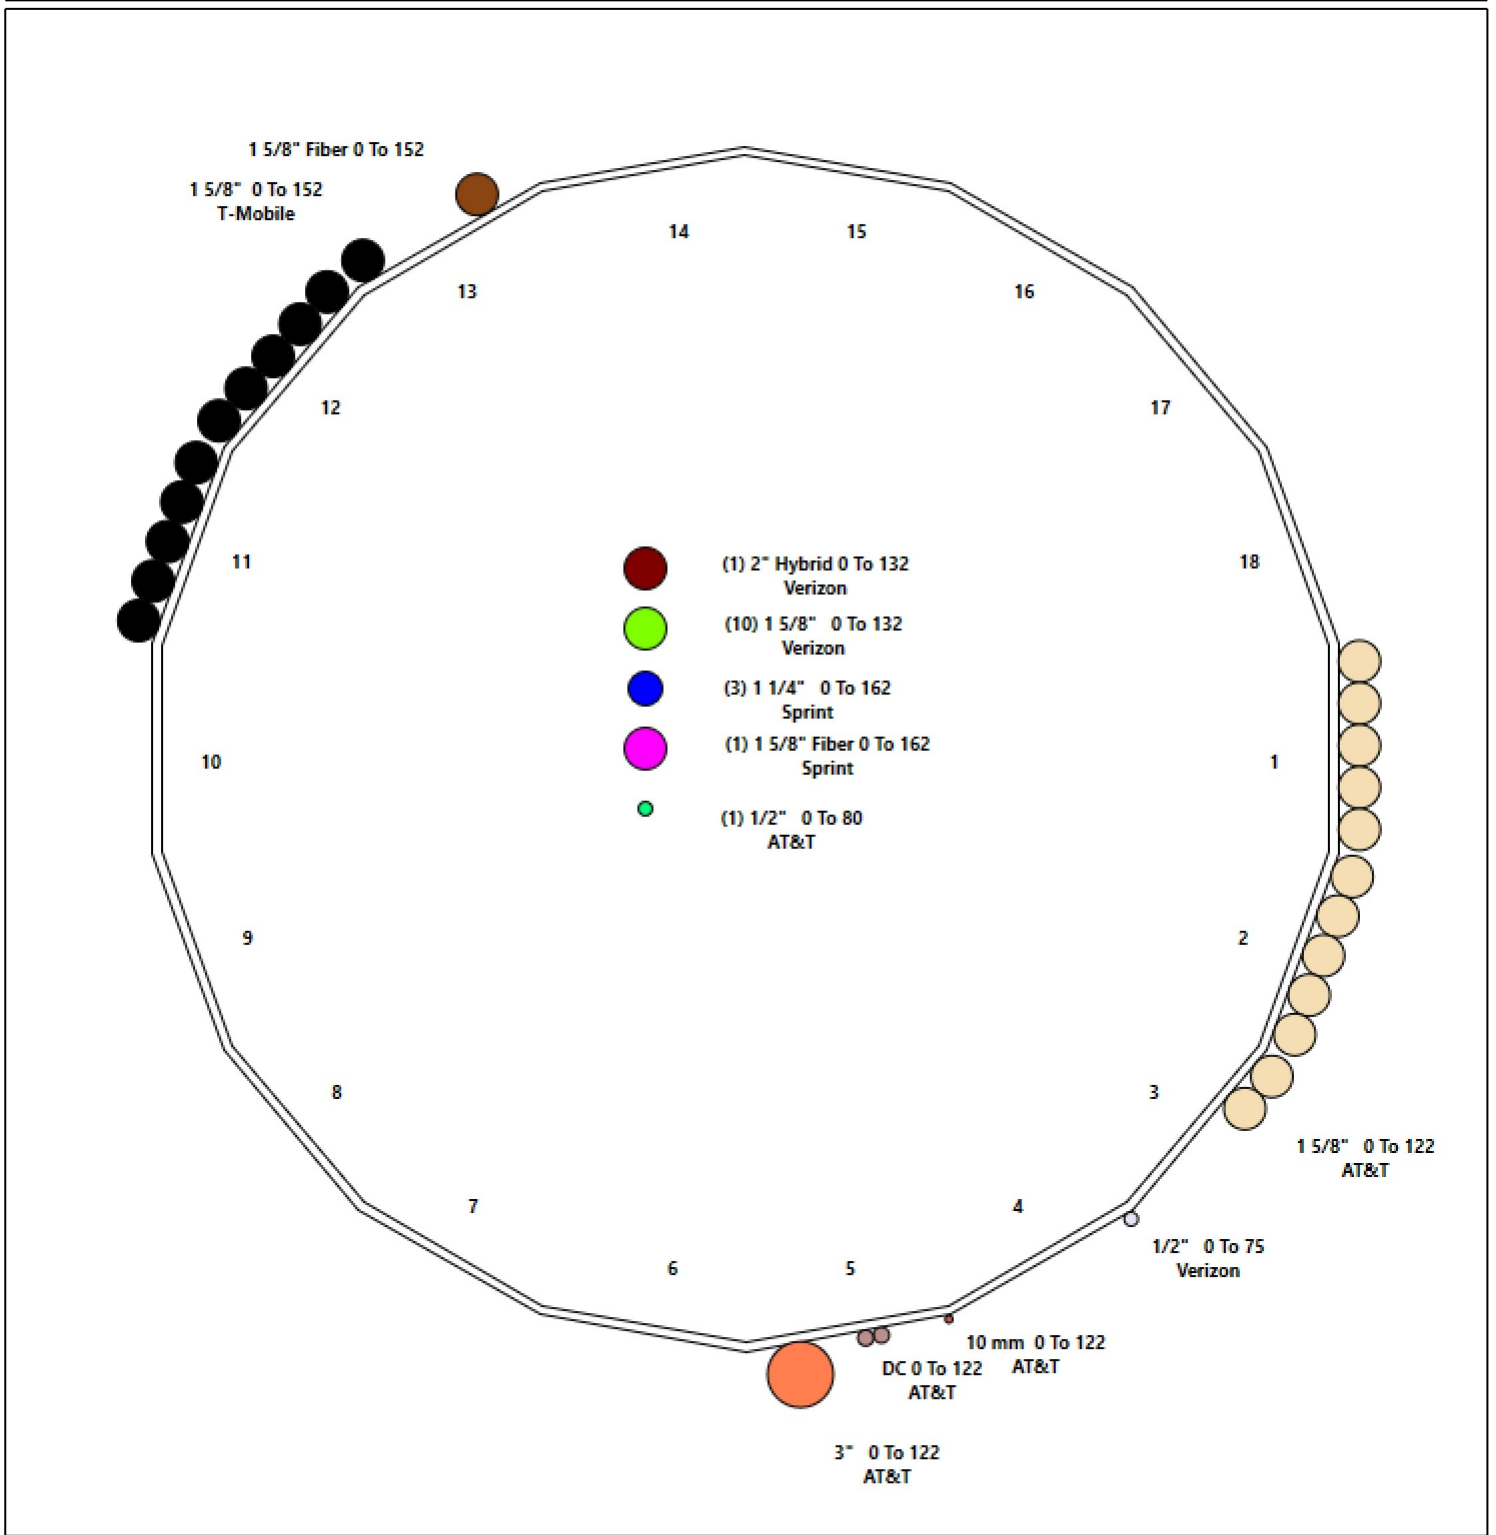 1 5/8" Fiber 0 To 152
1 5/8" 0 To 152
T-Mobile
14
15
13
16
12
17
11
18
(1) 2" Hybrid 0 To 132
Verizon
(10) 1 5/8" 0 To 132
Verizon
(3) 1 1/4" 0 To 162
Sprint
(1) 1 5/8" Fiber 0 To 162
Sprint
10
1
(1) 1/2" 0 To 80
AT&T
9
2
8
3
1 5/8" 0 To 122
AT&T
7
4
1/2" 0 To 75
Verizon
6
5
10 mm 0 To 122
AT&T
DC 0 To 122
AT&T
3" 0 To 122
AT&T